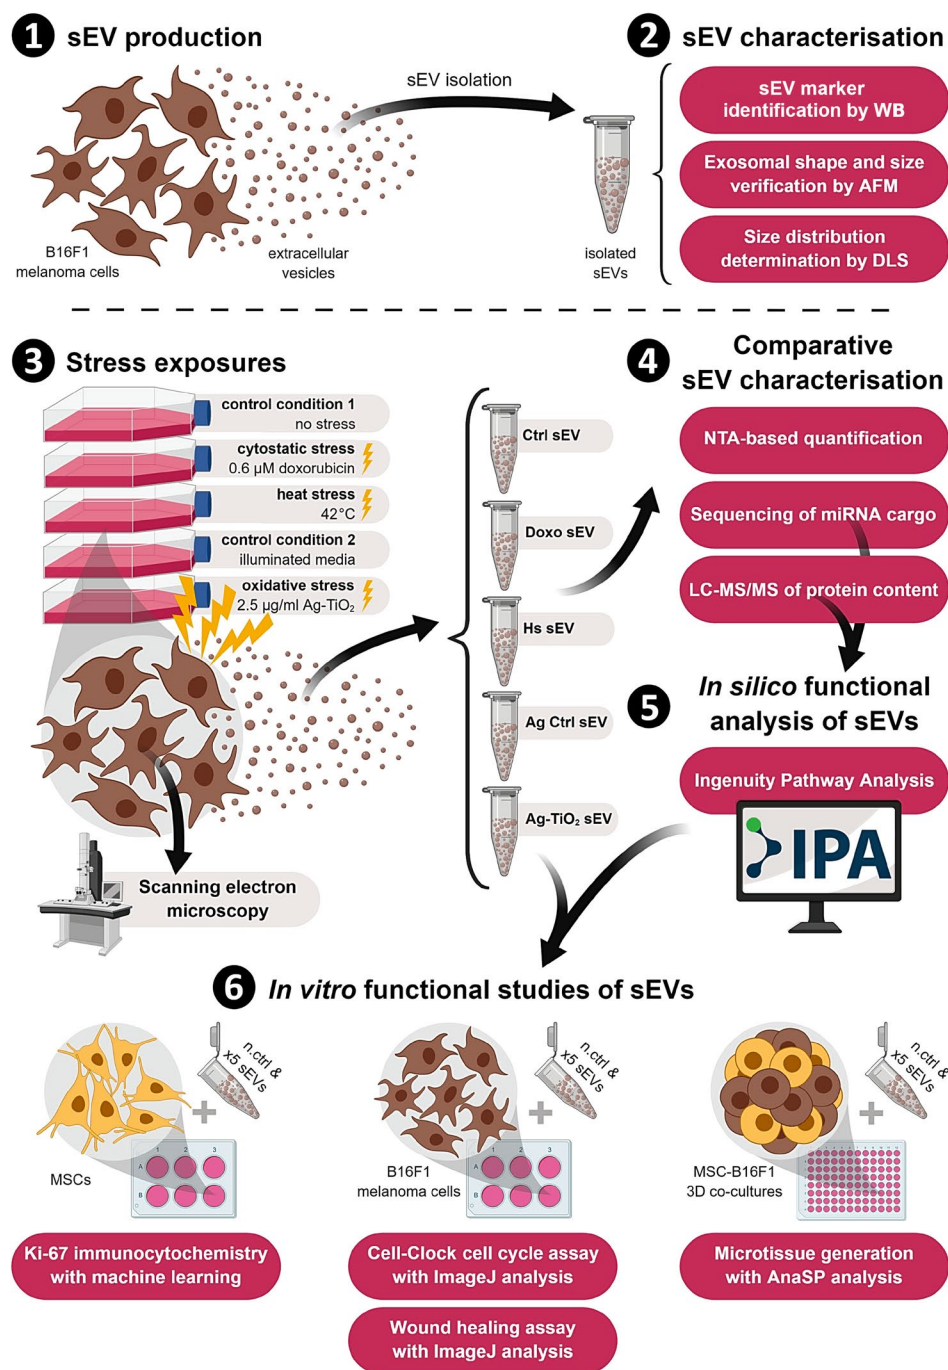 1 sEV production
sEV isolation
B16F1
melanoma cells
extracellular
vesicles
isolated
sEVs
2 sEV characterisation
sEV marker
identification by WB
Exosomal shape and size
verification by AFM
Size distribution
determination by DLS
3 Stress exposures
control condition 1
no stress
cytostatic stress
0.6 µM doxorubicin
heat stress
42°C
control condition 2
illuminated media
oxidative stress
2.5 µg/ml Ag-TiO₂
Scanning electron
microscopy
Ctrl sEV
Doxo sEV
Hs sEV
Ag Ctrl sEV
Ag-TiO₂ sEV
4 Comparative
sEV characterisation
NTA-based quantification
Sequencing of miRNA cargo
LC-MS/MS of protein content
5 In silico functional
analysis of sEVs
Ingenuity Pathway Analysis
IPA
6 In vitro functional studies of sEVs
n.ctrl &
x5 sEVs
MSCs
1 2 3
A
B
Ki-67 immunocytochemistry
with machine learning
n.ctrl &
x5 sEVs
B16F1
melanoma cells
1 2 3
A
B
Cell-Clock cell cycle assay
with ImageJ analysis
Wound healing assay
with ImageJ analysis
n.ctrl &
x5 sEVs
MSC-B16F1
3D co-cultures
Microtissue generation
with AnaSP analysis